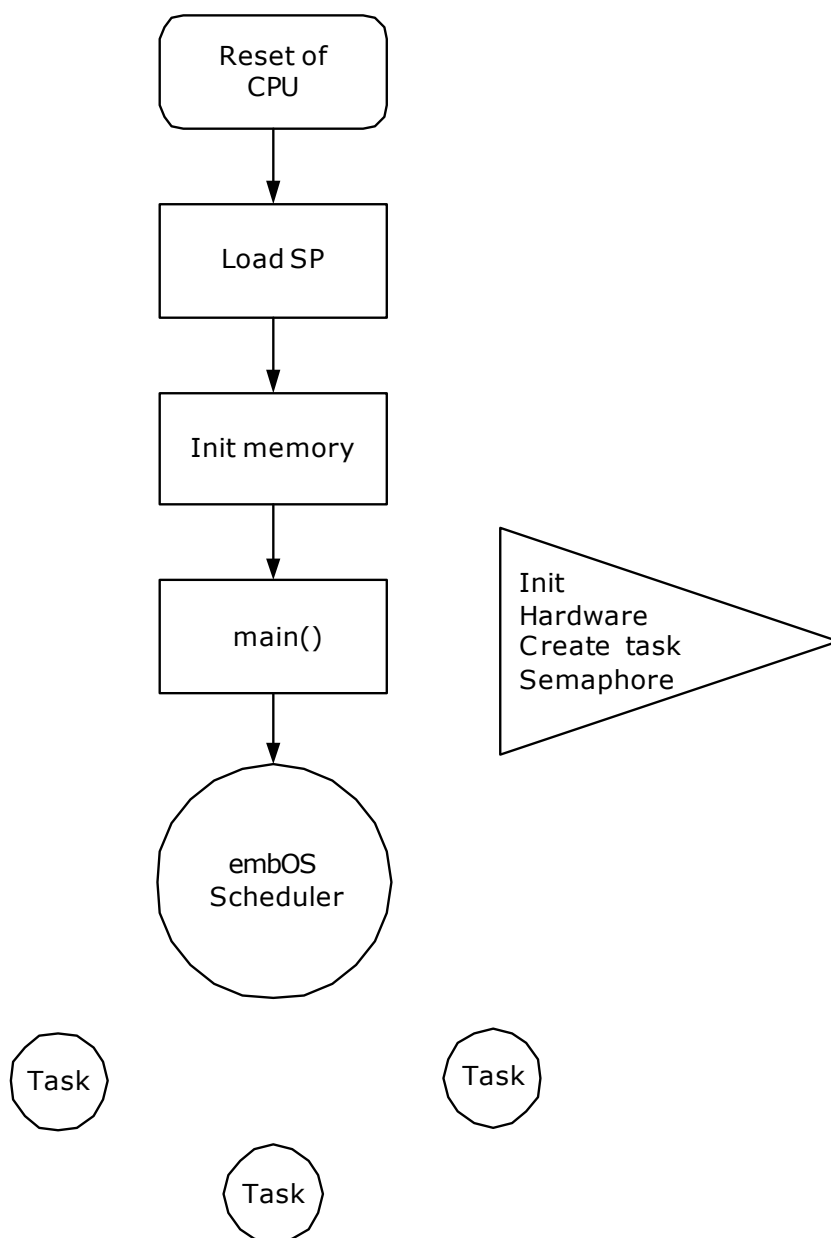 Reset of
CPU
Load SP
Init memory
Init
Hardware
Create task
Semaphore
main()
embOS
Scheduler
Task
Task
Task